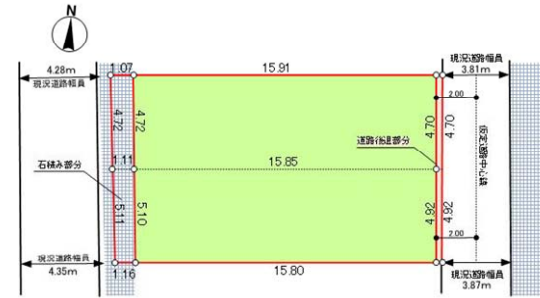 N
4.28m
現況道路幅員
1.07
15.91
現況道路幅員
3.81m
2.00
4.72
4.72
4.70
4.70
道路後退部分
石積み部分
1.11
15.85
仮定道路中心線
5.11
5.10
4.92
4.92
2.00
現況道路幅員
4.35m
1.16
15.80
現況道路幅員
3.87m